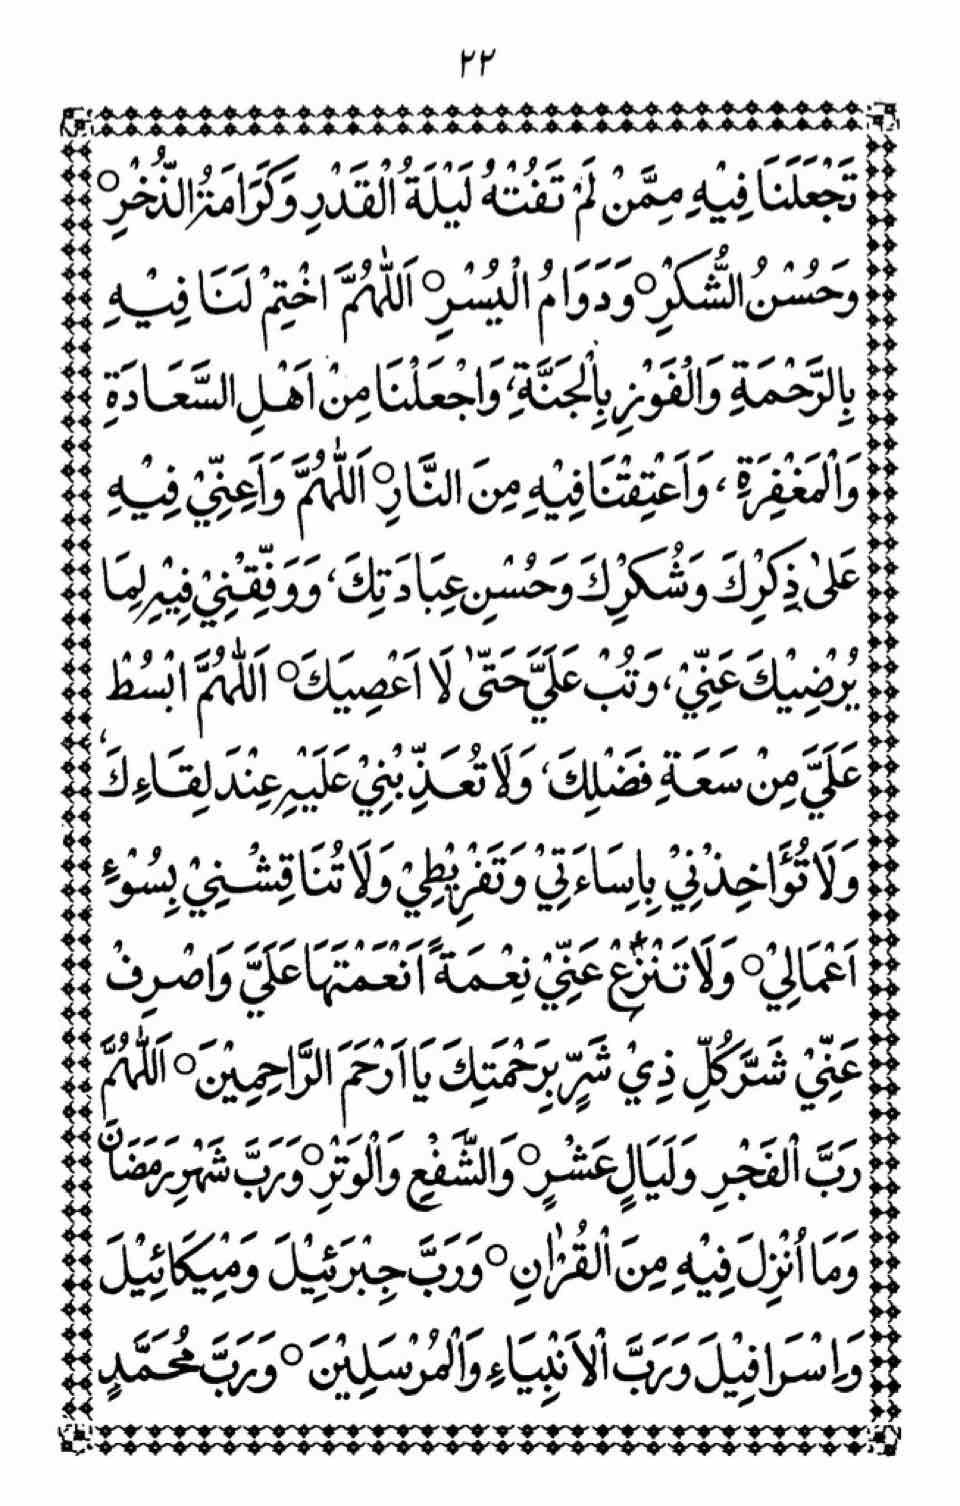 ۲۲
تَجْعَلَنَا فِيْهِ مِمَّنْ لَمْ تَفُتْهُ لَيْلَةُ الْقَدْرِ وَكَرَامَةُ الذُّخْرِ○
وَحُسْنُ الشُّكْرِ○ وَدَوَامُ الْيُسْرِ○ اَللّٰهُمَّ اخْتِمْ لَنَا فِيْهِ
بِالرَّحْمَةِ وَالْفَوْزِ بِالْجَنَّةِ، وَاجْعَلْنَا مِنْ اَهْلِ السَّعَادَةِ
وَالْمَغْفِرَةِ، وَاَعْتِقْنَا فِيْهِ مِنَ النَّارِ○ اَللّٰهُمَّ وَاَعِنِّيْ فِيْهِ
عَلٰى ذِكْرِكَ وَشُكْرِكَ وَحُسْنِ عِبَادَتِكَ، وَوَفِّقْنِيْ فِيْهِ لِمَا
يُرْضِيْكَ عَنِّيْ، وَتُبْ عَلَيَّ حَتّٰى لَا اَعْصِيَكَ○ اَللّٰهُمَّ ابْسُطْ
عَلَيَّ مِنْ سَعَةِ فَضْلِكَ، وَلَا تُعَذِّبْنِيْ عَلَيْهِ عِنْدَ لِقَاءِكَ،
وَلَا تُؤَاخِذْنِيْ بِاِسَاءَتِيْ وَتَفْرِيْطِيْ وَلَا تُنَاقِشْنِيْ بِسُوْءِ
اَعْمَالِيْ○ وَلَا تَنْزِعْ عَنِّيْ نِعْمَةً اَنْعَمْتَهَا عَلَيَّ وَاصْرِفْ
عَنِّيْ شَرَّ كُلِّ ذِيْ شَرٍّ بِرَحْمَتِكَ يَا اَرْحَمَ الرَّاحِمِيْنَ○ اَللّٰهُمَّ
رَبَّ الْفَجْرِ وَلَيَالٍ عَشْرٍ○ وَالشَّفْعِ وَالْوَتْرِ○ وَرَبَّ شَهْرِ رَمَضَانَ
وَمَا اُنْزِلَ فِيْهِ مِنَ الْقُرْاٰنِ○ وَرَبَّ جِبْرَئِيْلَ وَمِيْكَائِيْلَ
وَاِسْرَافِيْلَ وَرَبَّ الْاَنْبِيَاءِ وَالْمُرْسَلِيْنَ○ وَرَبَّ مُحَمَّدٍ